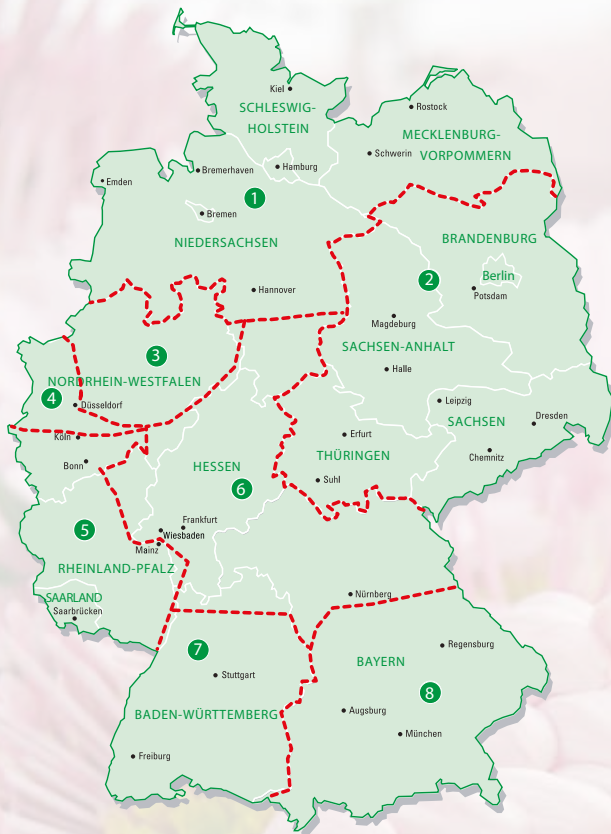 Kiel
SCHLESWIG-
HOLSTEIN
Rostock
MECKLENBURG-
VORPOMMERN
Schwerin
Hamburg
Bremerhaven
Emden
1
Bremen
NIEDERSACHSEN
Hannover
BRANDENBURG
2
Berlin
Potsdam
Magdeburg
SACHSEN-ANHALT
Halle
3
NORDRHEIN-WESTFALEN
4
Düsseldorf
Köln
Bonn
Leipzig
SACHSEN
Dresden
Chemnitz
Erfurt
THÜRINGEN
Suhl
HESSEN
6
5
Frankfurt
Wiesbaden
Mainz
RHEINLAND-PFALZ
SAARLAND
Saarbrücken
Nürnberg
7
Stuttgart
BADEN-WÜRTTEMBERG
Freiburg
Regensburg
BAYERN
8
Augsburg
München